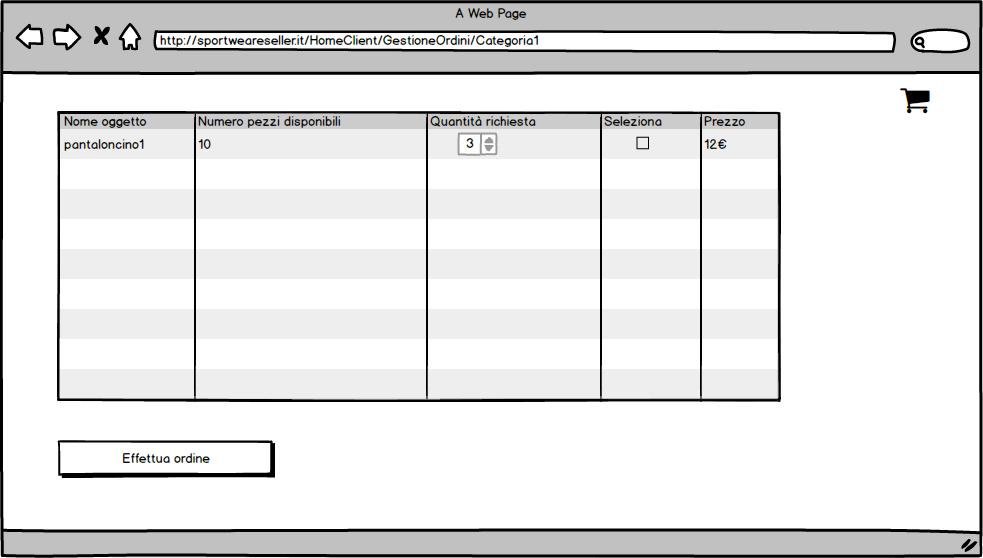 A Web Page
http://sportweareseller.it/HomeClient/GestioneOrdini/Categoria1
Nome oggetto Numero pezzi disponibili Quantità richiesta Seleziona Prezzo
pantaloncino1 10 3 12€
Effettua ordine